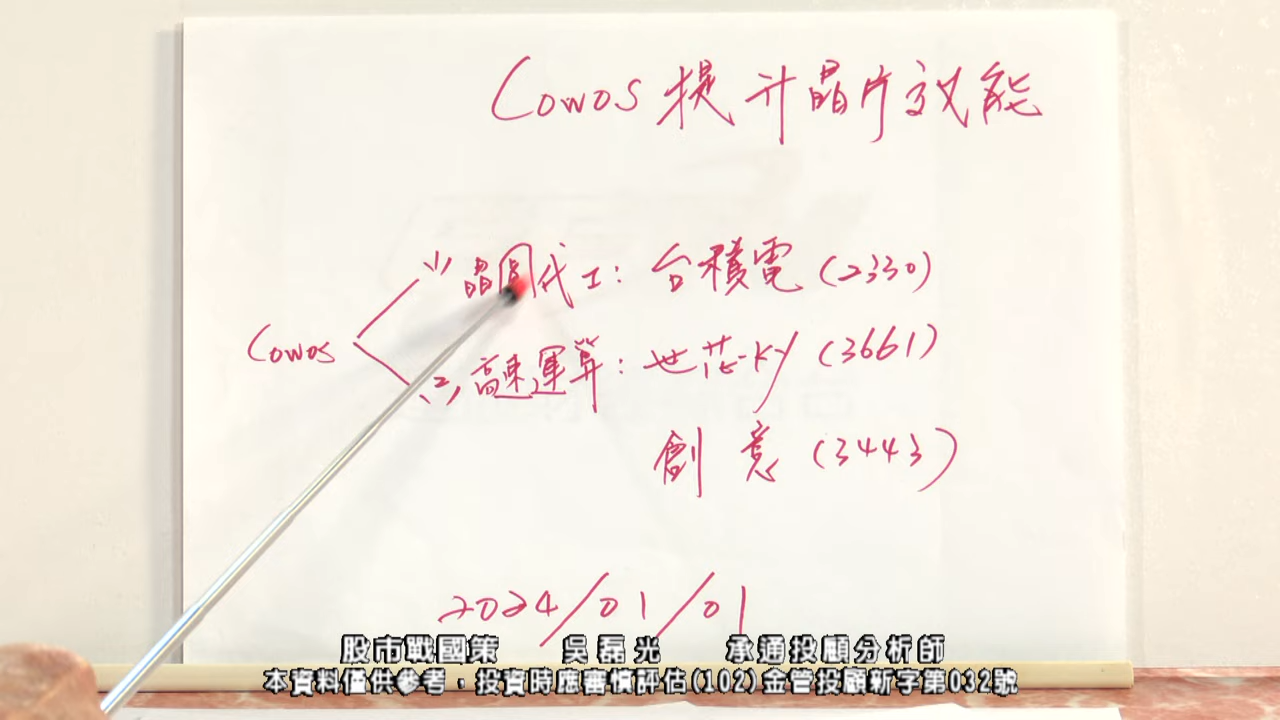 CoWoS 提升晶片效能
(1) 晶圓代工: 台積電 (2330)
CoWoS
(2) 高速運算: 世芯-KY (3661)
創意 (3443)
2024/01/01
股市戰國策 吳磊光 承通投顧分析師
本資料僅供參考，投資時應審慎評估(102)金管投顧新字第032號